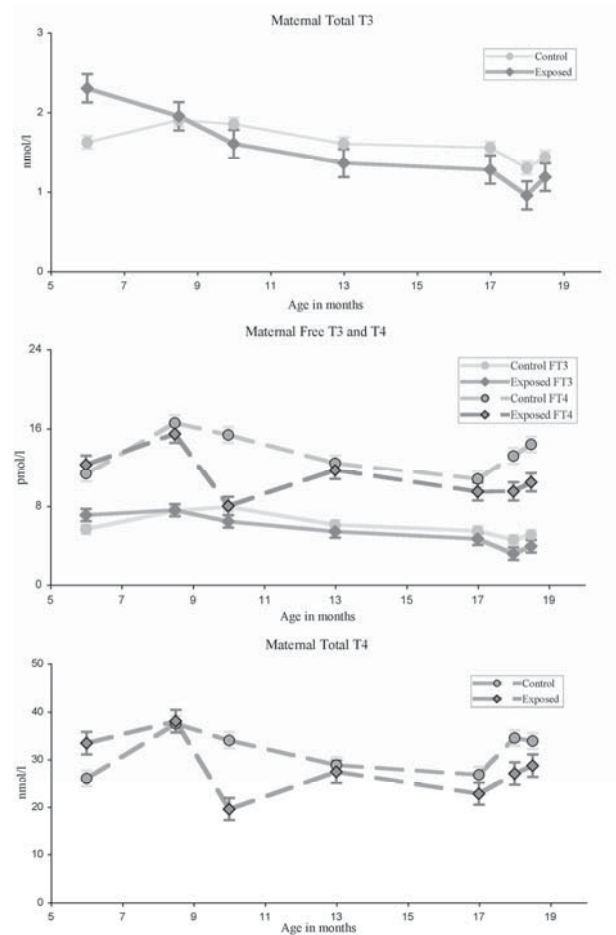 Maternal Total T3
3
Control
Exposed
2
nmol/l
1
0
5 7 9 11 13 15 17 19
Age in months
Maternal Free T3 and T4
24
Control FT3
Exposed FT3
Control FT4
Exposed FT4
16
pmol/l
8
0
5 7 9 11 13 15 17 19
Age in months
Maternal Total T4
50
Control
Exposed
40
30
nmol/l
20
10
0
5 7 9 11 13 15 17 19
Age in months